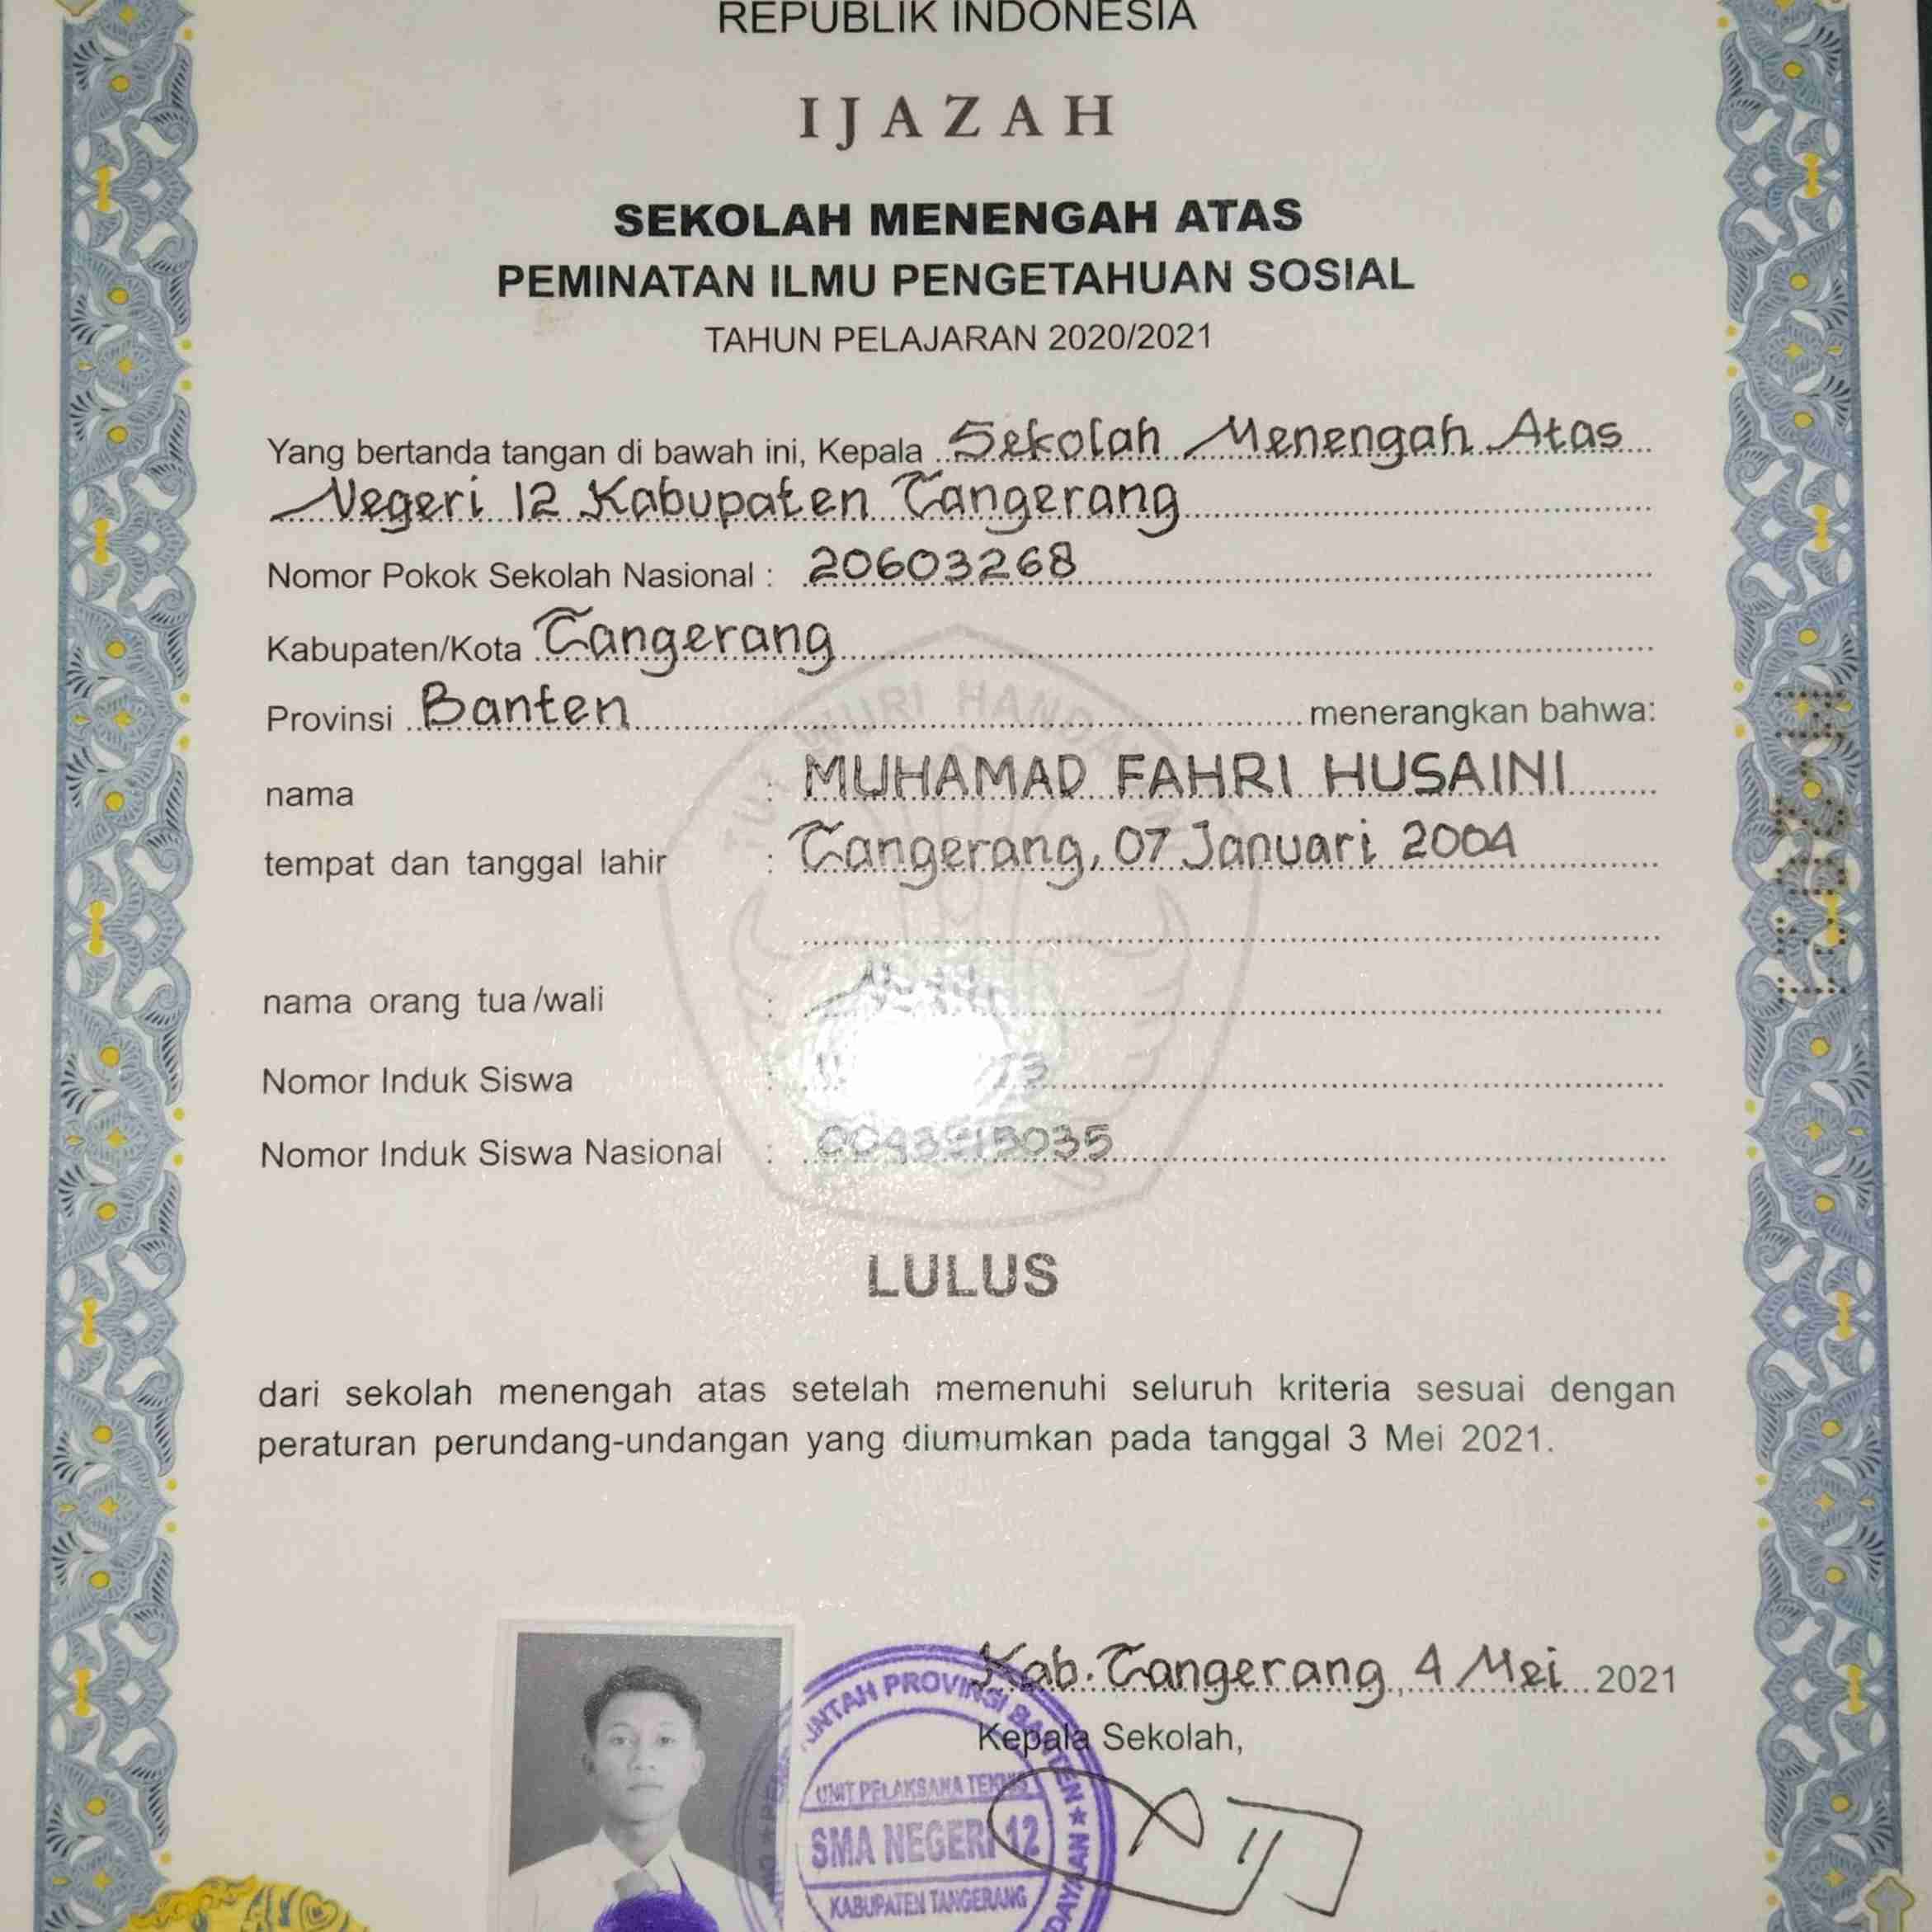 REPUBLIK INDONESIA
IJAZAH
SEKOLAH MENENGAH ATAS
PEMINATAN ILMU PENGETAHUAN SOSIAL
TAHUN PELAJARAN 2020/2021
Yang bertanda tangan di bawah ini, Kepala Sekolah Menengah Atas
Negeri 12 Kabupaten Tangerang
Nomor Pokok Sekolah Nasional : 20603268
Kabupaten/Kota Tangerang
Provinsi Banten menerangkan bahwa:
nama : MUHAMAD FAHRI HUSAINI
tempat dan tanggal lahir : Tangerang, 07 Januari 2004
nama orang tua/wali :
Nomor Induk Siswa :
Nomor Induk Siswa Nasional :
LULUS
dari sekolah menengah atas setelah memenuhi seluruh kriteria sesuai dengan
peraturan perundang-undangan yang diumumkan pada tanggal 3 Mei 2021.
Kab. Tangerang, 4 Mei 2021
Kepala Sekolah,
PROVINSI BANTEN
UNIT PELAKSANA TEKNIS
SMA NEGERI 12
KABUPATEN TANGERANG